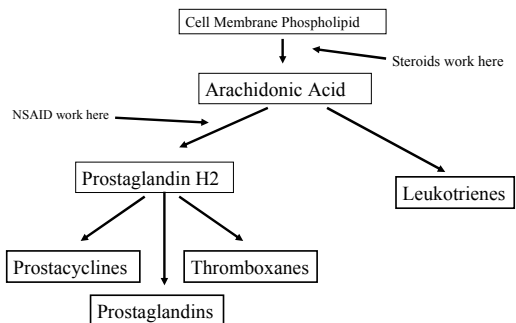 Cell Membrane Phospholipid
Steroids work here
Arachidonic Acid
NSAID work here
Prostaglandin H2
Leukotrienes
Prostacyclines
Thromboxanes
Prostaglandins